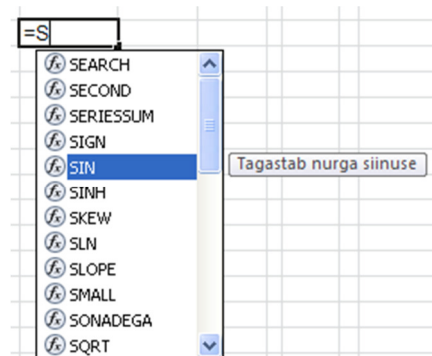 =S
SEARCH
SECOND
SERIESSUM
SIGN
SIN
Tagastab nurga siinuse
SINH
SKEW
SLN
SLOPE
SMALL
SONADEGA
SQRT